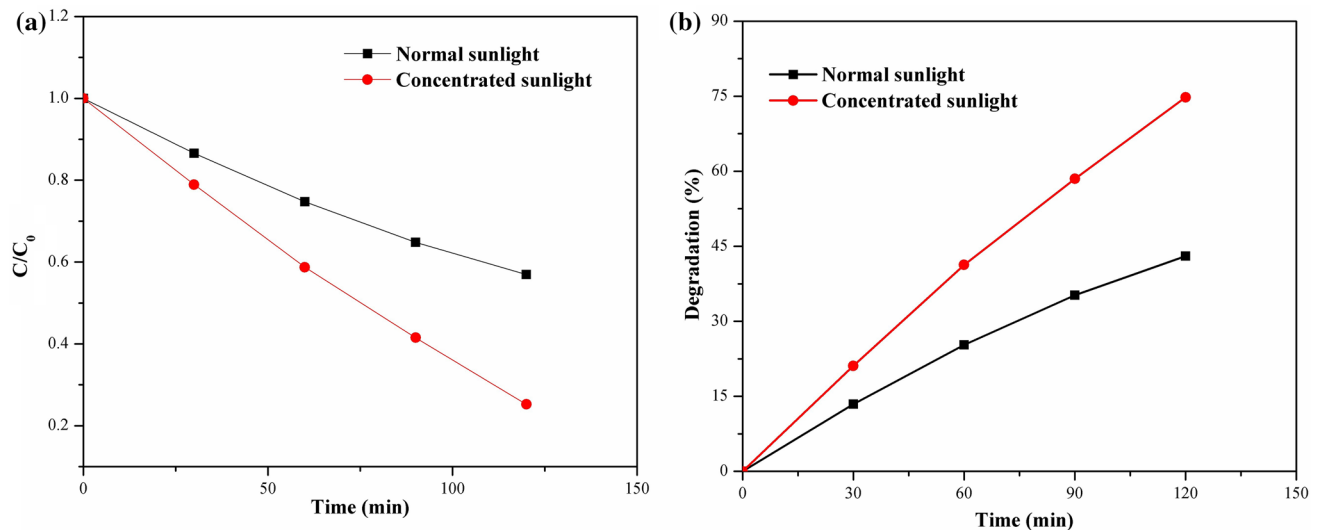 (a)
1.2
1.0
0.8
0.6
0.4
0.2
C/C₀
Normal sunlight
Concentrated sunlight
0
50
100
150
Time (min)
(b)
90
75
60
45
30
15
0
Degradation (%)
Normal sunlight
Concentrated sunlight
0
30
60
90
120
150
Time (min)